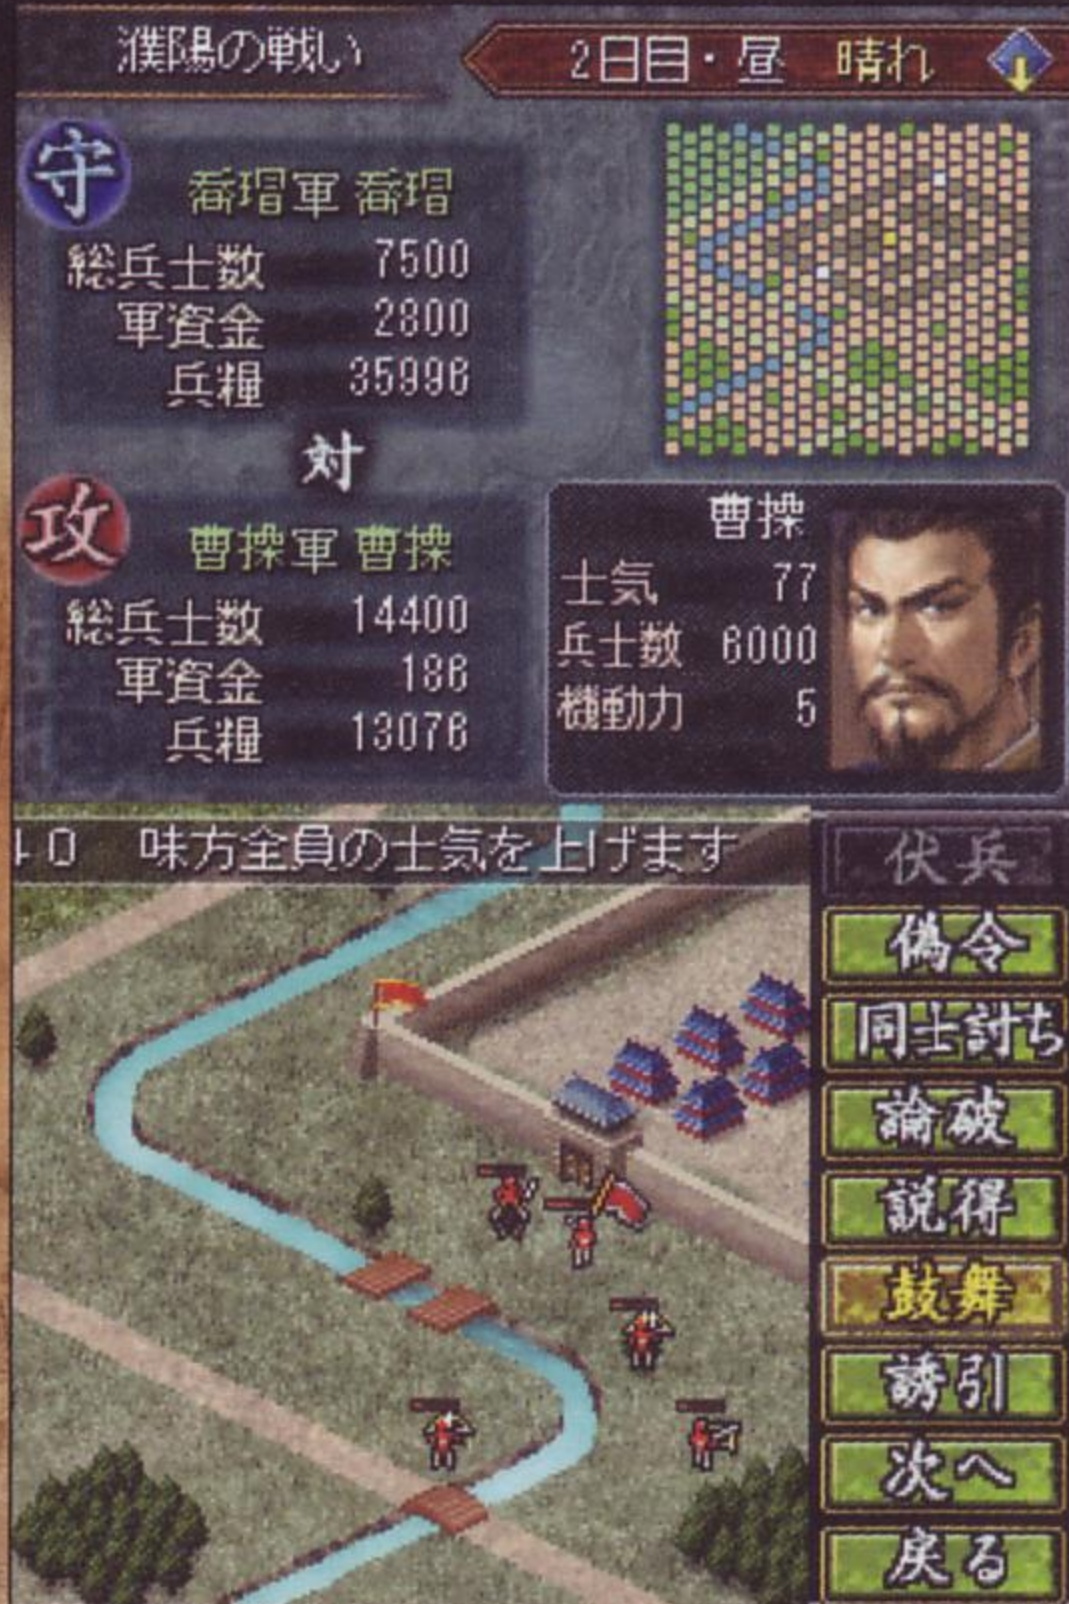 濮陽の戦い
2日目・昼 晴れ
守
喬瑁軍 喬瑁
総兵士数 7500
軍資金 2800
兵糧 35996
対
攻
曹操軍 曹操
総兵士数 14400
軍資金 186
兵糧 13076
曹操
士気 77
兵士数 6000
機動力 5
味方全員の士気を上げます
伏兵
偽令
同士討ち
論破
説得
鼓舞
誘引
次へ
戻る